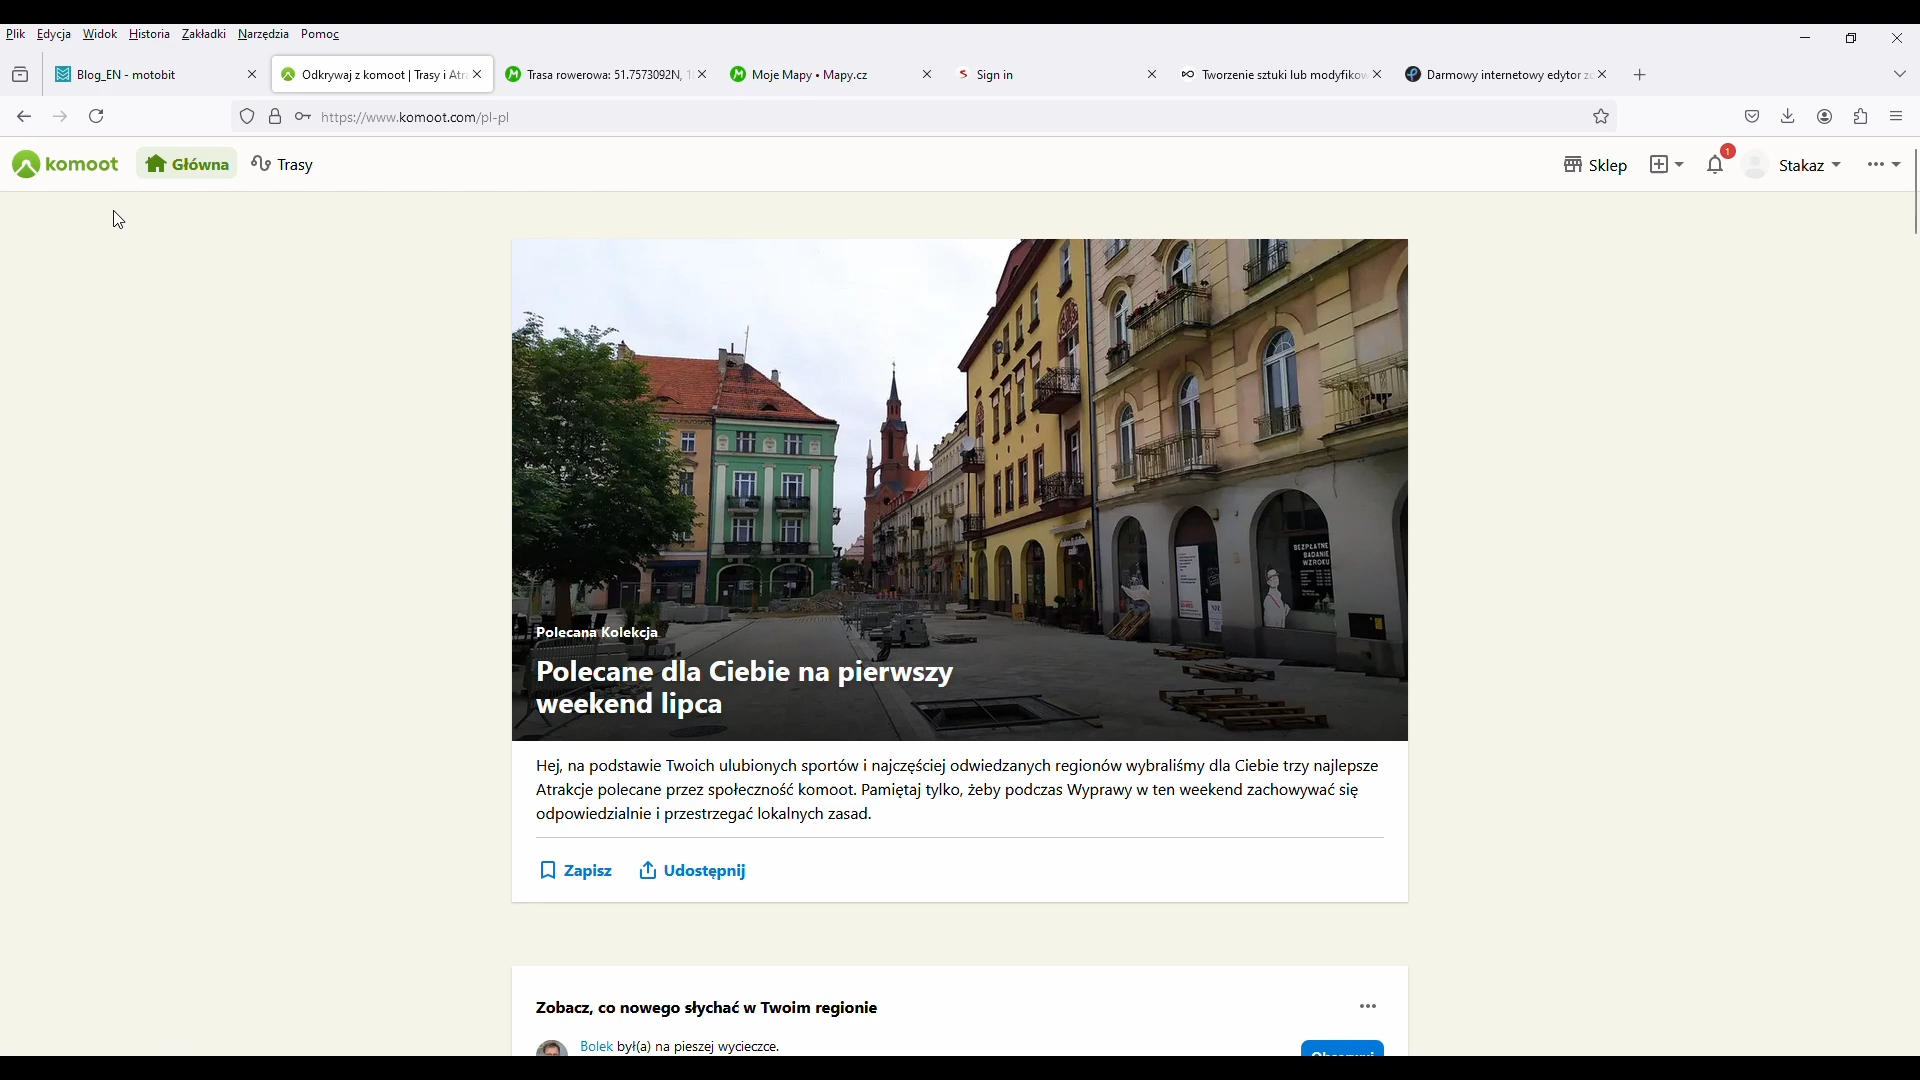 Plik Edycja Widok Historia Zakładki Narzędzia Pomoc
Blog_EN - motobit
Odkrywaj z komoot | Trasy i Atr
Trasa rowerowa: 51.7573092N, 1
Moje Mapy • Mapy.cz
Sign in
Tworzenie sztuki lub modyfikow
Darmowy internetowy edytor z
https://www.komoot.com/pl-pl
komoot Główna Trasy Sklep 1 Stakaz
BEZPŁATNE
BADANIE
WZROKU
Polecana Kolekcja
Polecane dla Ciebie na pierwszy
weekend lipca
Hej, na podstawie Twoich ulubionych sportów i najczęściej odwiedzanych regionów wybraliśmy dla Ciebie trzy najlepsze
Atrakcje polecane przez społeczność komoot. Pamiętaj tylko, żeby podczas Wyprawy w ten weekend zachowywać się
odpowiedzialnie i przestrzegać lokalnych zasad.
Zapisz Udostępnij
Zobacz, co nowego słychać w Twoim regionie
Bolek był(a) na pieszej wycieczce.